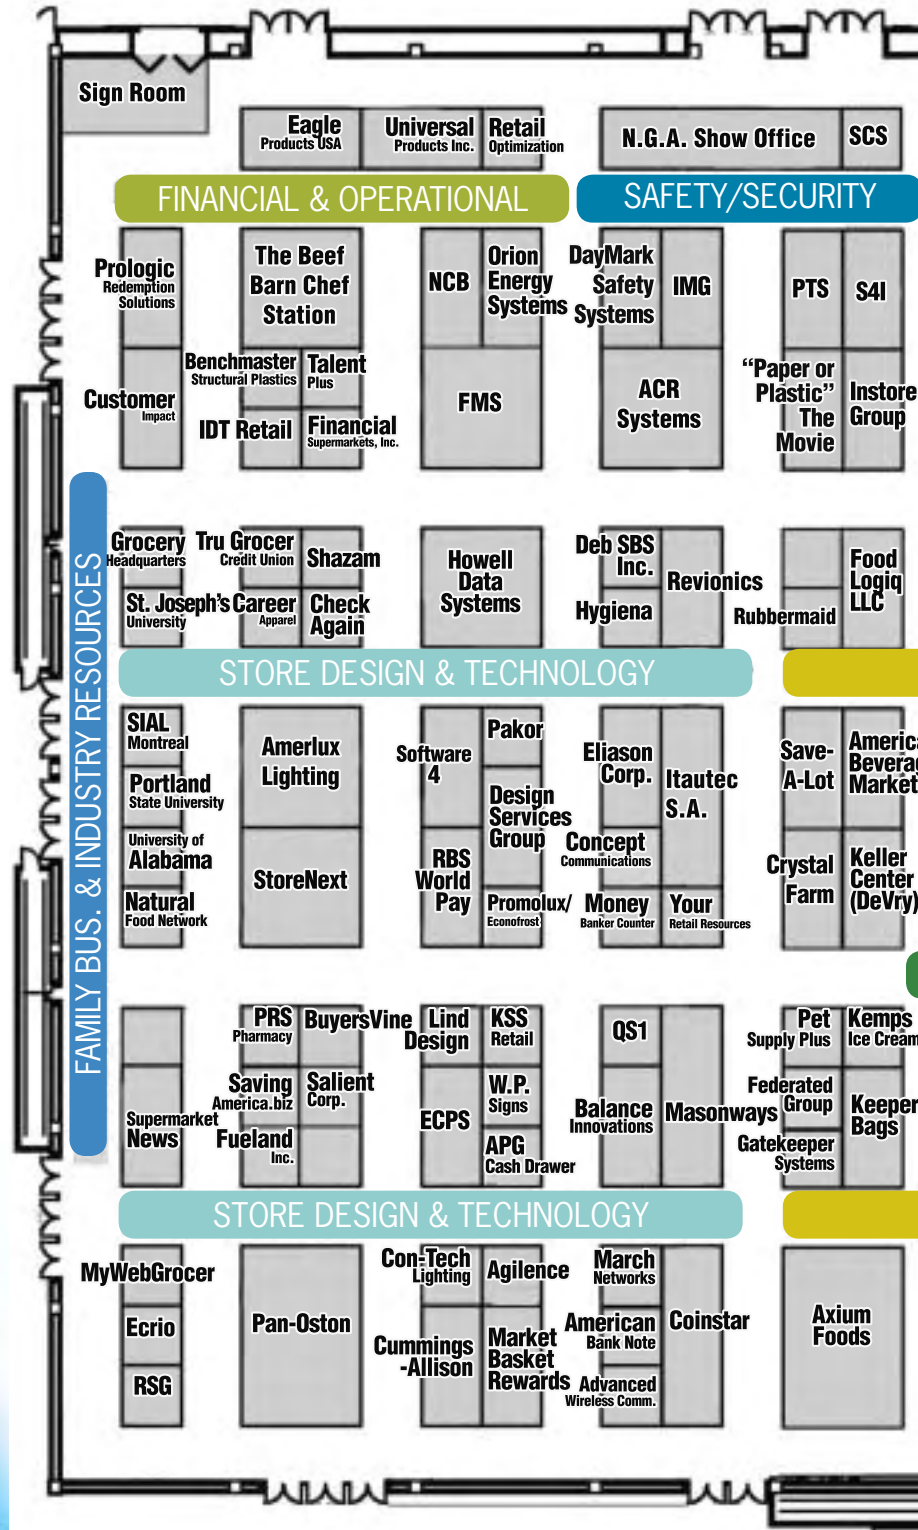 Sign Room
Eagle
Products USA
Universal
Products Inc.
Retail
Optimization
N.G.A. Show Office
SCS
FINANCIAL & OPERATIONAL
SAFETY/SECURITY
Prologic
Redemption
Solutions
The Beef
Barn Chef
Station
NCB
Orion
Energy
Systems
DayMark
Safety
Systems
IMG
PTS
S4I
Customer
Impact
Benchmaster
Structural Plastics
Talent
Plus
IDT Retail
Financial
Supermarkets, Inc.
FMS
ACR
Systems
“Paper or
Plastic”
The
Movie
Instore
Group
FAMILY BUS. & INDUSTRY RESOURCES
Grocery
Headquarters
Tru Grocer
Credit Union
Shazam
Howell
Data
Systems
Deb SBS
Inc.
Revionics
Food
Logiq
LLC
St. Joseph's
University
Career
Apparel
Check
Again
Hygiena
Rubbermaid
STORE DESIGN & TECHNOLOGY
SIAL
Montreal
Amerlux
Lighting
Software
4
Pakor
Eliason
Corp.
Itautec
S.A.
Save-
A-Lot
America
Beverag
Market
Portland
State University
Design
Services
Group
University of
Alabama
StoreNext
RBS
World
Pay
Concept
Communications
Crystal
Farm
Keller
Center
(DeVry)
Natural
Food Network
Promolux/
Econofrost
Money
Banker Counter
Your
Retail Resources
PRS
Pharmacy
BuyersVine
Lind
Design
KSS
Retail
QS1
Pet
Supply Plus
Kemps
Ice Cream
Supermarket
News
Saving
America.biz
Salient
Corp.
ECPS
W.P.
Signs
Balance
Innovations
Masonways
Federated
Group
Keeper
Bags
Fueland
Inc.
APG
Cash Drawer
Gatekeeper
Systems
STORE DESIGN & TECHNOLOGY
MyWebGrocer
Pan-Oston
Con-Tech
Lighting
Agilence
March
Networks
Coinstar
Axium
Foods
Ecrio
Cummings
-Allison
Market
Basket
Rewards
American
Bank Note
RSG
Advanced
Wireless Comm.